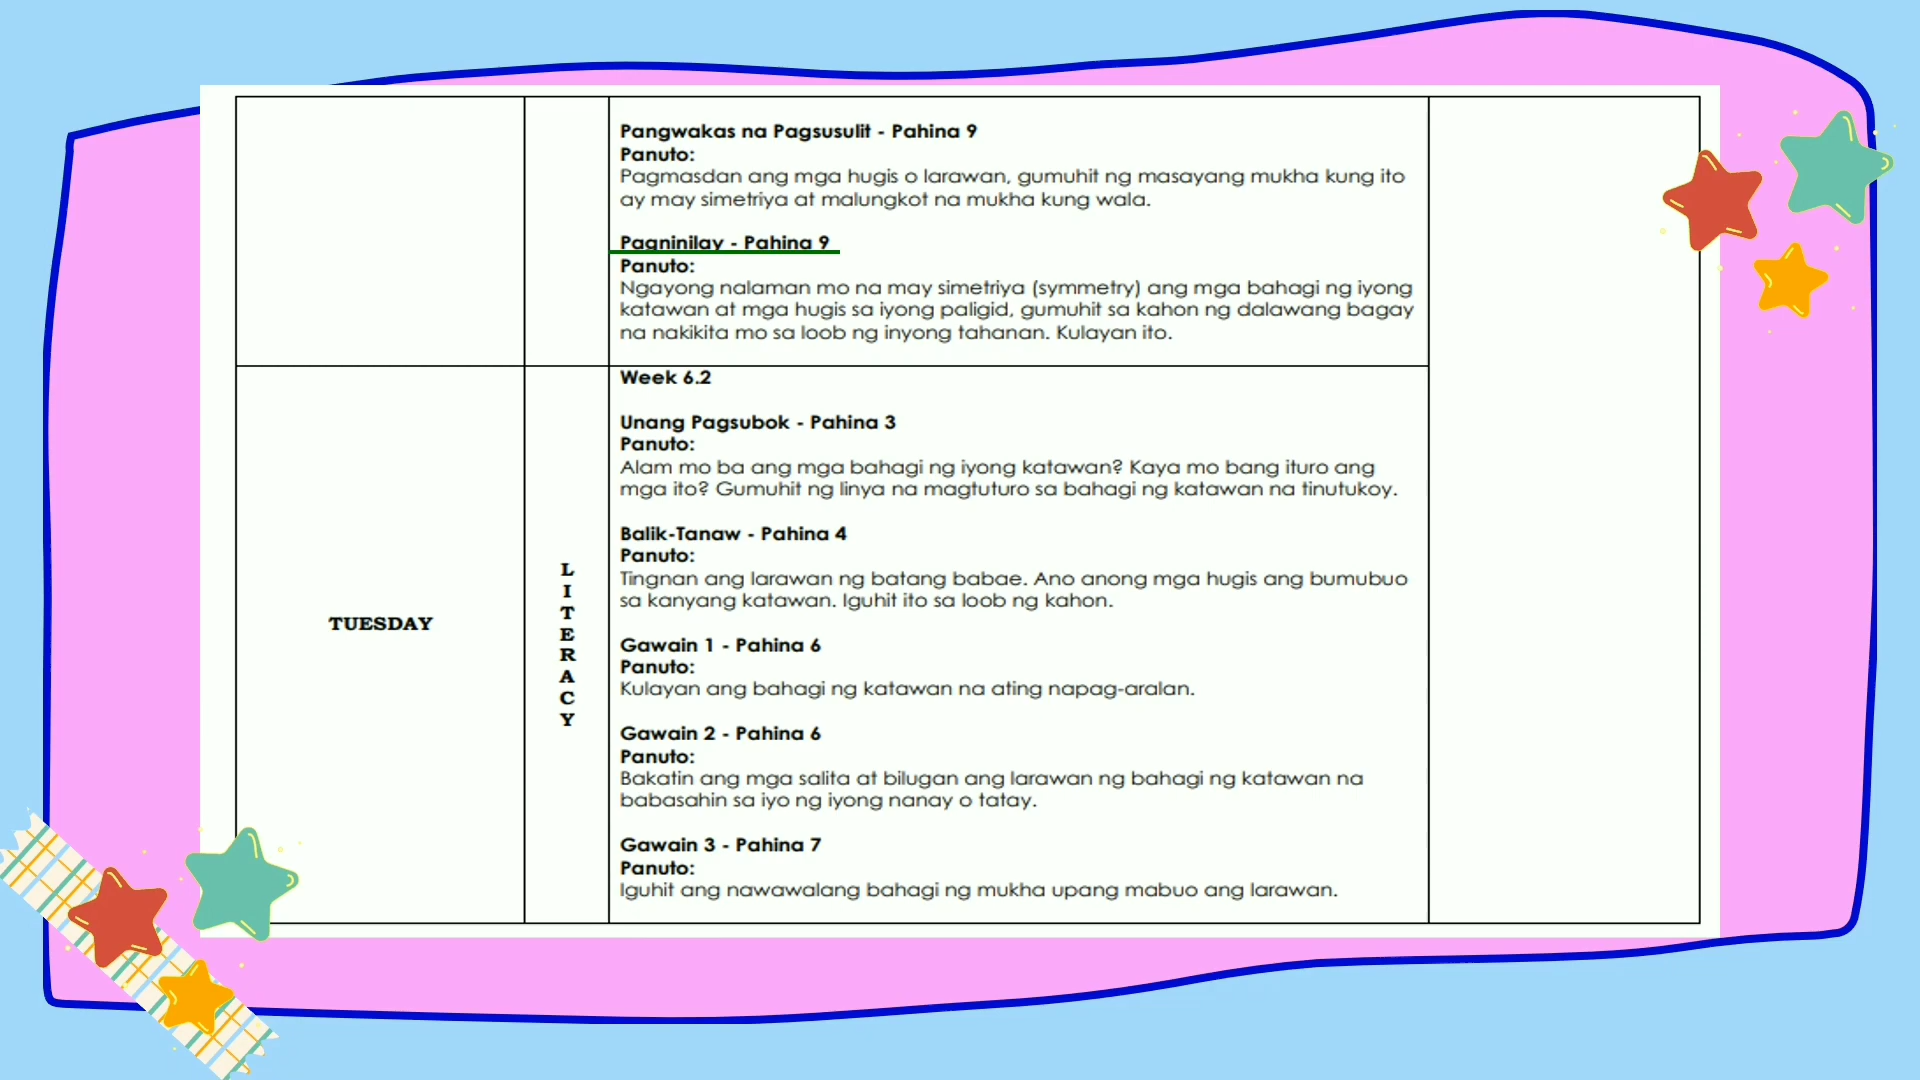 Pangwakas na Pagsusulit - Pahina 9
Panuto:
Pagmasdan ang mga hugis o larawan, gumuhit ng masayang mukha kung ito
ay may simetriya at malungkot na mukha kung wala.
Pagninilay - Pahina 9
Panuto:
Ngayong nalaman mo na may simetriya (symmetry) ang mga bahagi ng iyong
katawan at mga hugis sa iyong paligid, gumuhit sa kahon ng dalawang bagay
na nakikita mo sa loob ng inyong tahanan. Kulayan ito.
TUESDAY
L
I
T
E
R
A
C
Y
Week 6.2
Unang Pagsubok - Pahina 3
Panuto:
Alam mo ba ang mga bahagi ng iyong katawan? Kaya mo bang ituro ang
mga ito? Gumuhit ng linya na magtuturo sa bahagi ng katawan na tinutukoy.
Balik-Tanaw - Pahina 4
Panuto:
Tingnan ang larawan ng batang babae. Ano anong mga hugis ang bumubuo
sa kanyang katawan. Iguhit ito sa loob ng kahon.
Gawain 1 - Pahina 6
Panuto:
Kulayan ang bahagi ng katawan na ating napag-aralan.
Gawain 2 - Pahina 6
Panuto:
Bakatin ang mga salita at bilugan ang larawan ng bahagi ng katawan na
babasahin sa iyo ng iyong nanay o tatay.
Gawain 3 - Pahina 7
Panuto:
Iguhit ang nawawalang bahagi ng mukha upang mabuo ang larawan.